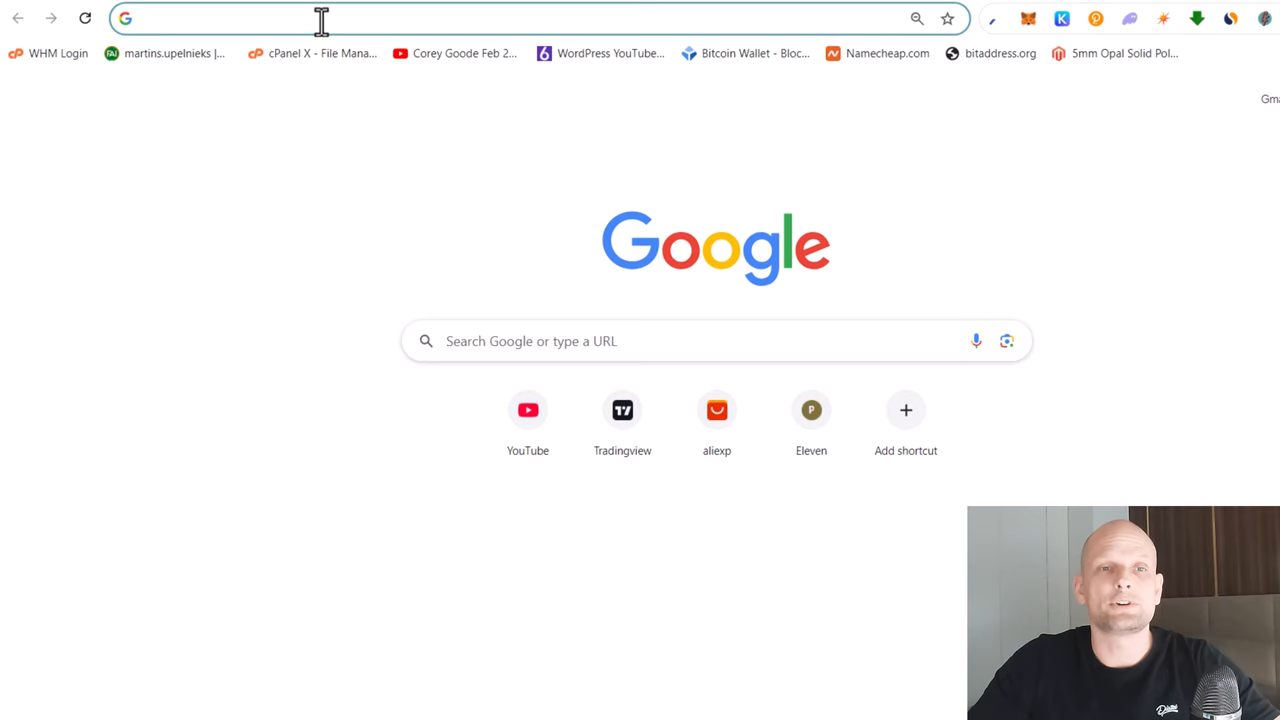 WHM Login martins.upelnieks |... cPanel X - File Mana... Corey Goode Feb 2... WordPress YouTube... Bitcoin Wallet - Bloc... Namecheap.com bitaddress.org 5mm Opal Solid Pol...
Gma
Google
Search Google or type a URL
YouTube Tradingview aliexp Eleven Add shortcut